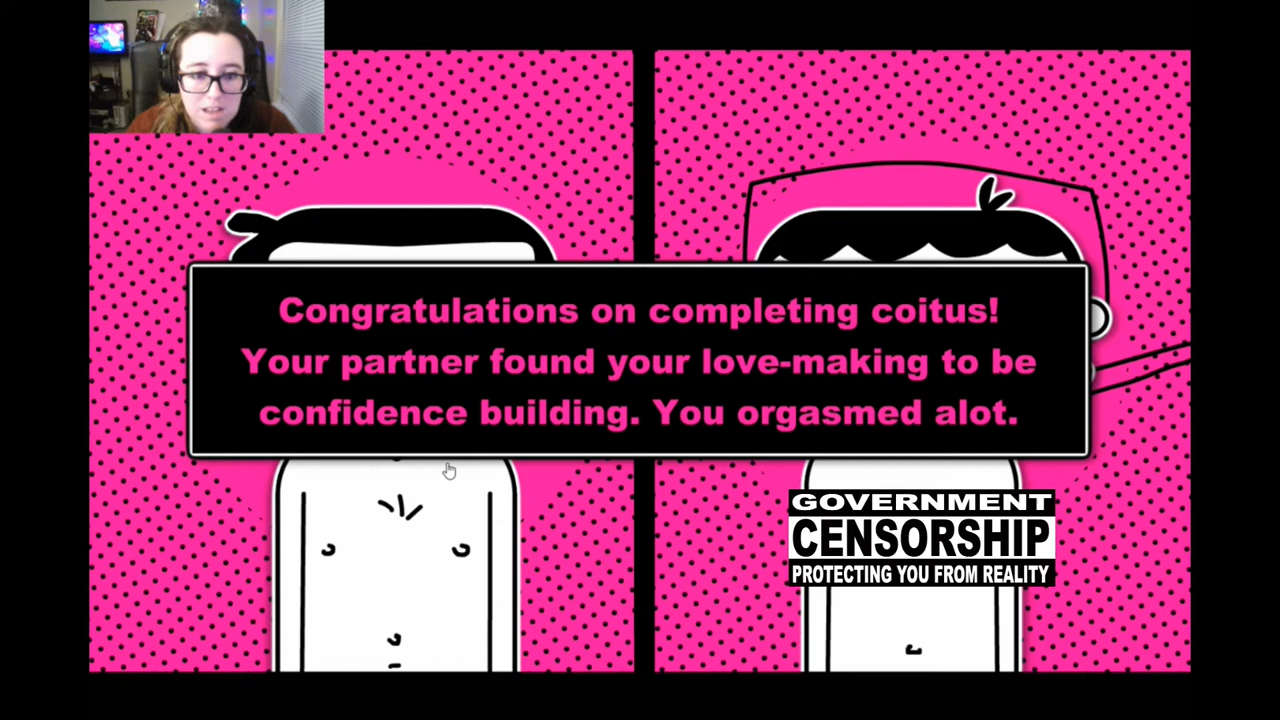 Congratulations on completing coitus!
Your partner found your love-making to be
confidence building. You orgasmed alot.
GOVERNMENT
CENSORSHIP
PROTECTING YOU FROM REALITY